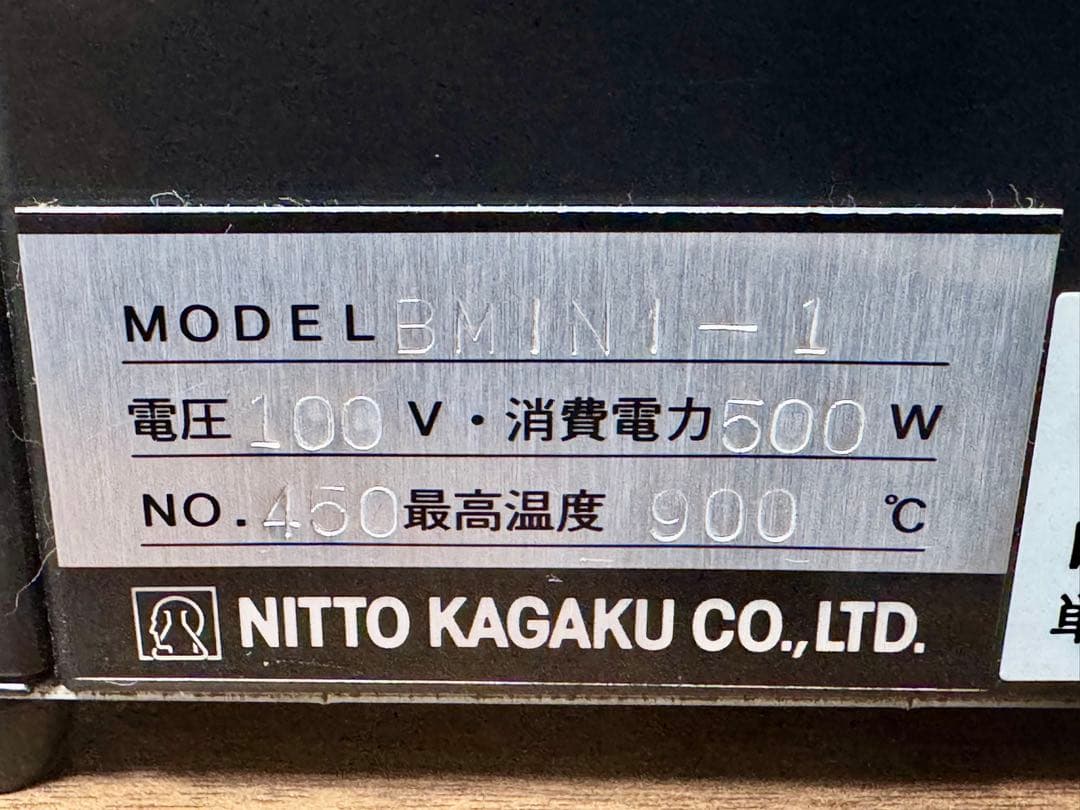 MODEL BMINI-1
電圧 100 V・消費電力 500 W
NO. 450 最高温度 900 ℃
NITTO KAGAKU CO., LTD.